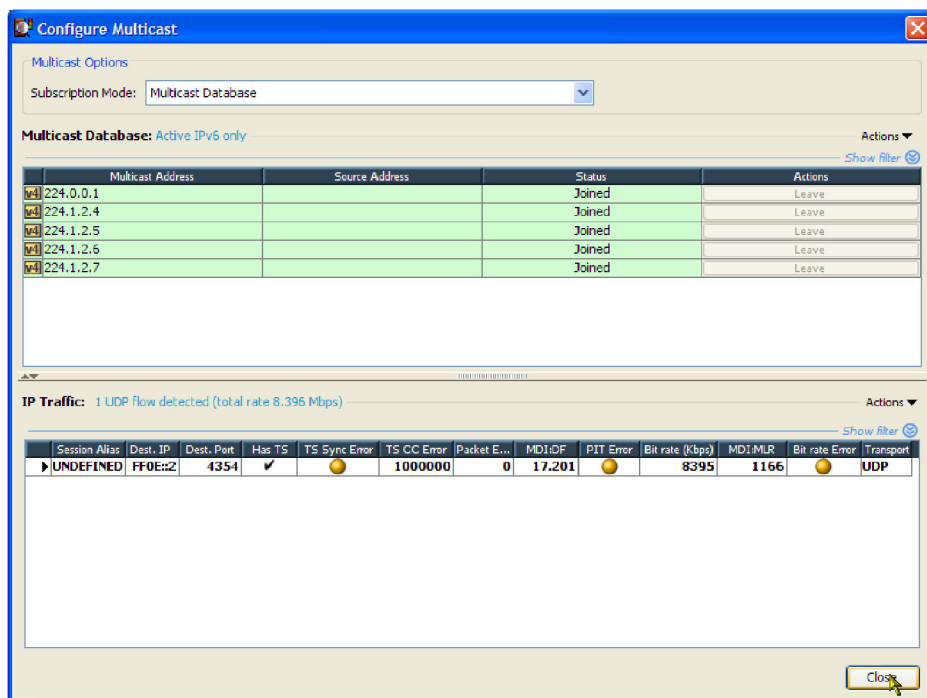 Configure Multicast
Multicast Options
Subscription Mode: Multicast Database
Multicast Database: Active IPv6 only Actions
Show filter
Multicast Address Source Address Status Actions
v4 224.0.0.1 Joined Leave
v4 224.1.2.4 Joined Leave
v4 224.1.2.5 Joined Leave
v4 224.1.2.6 Joined Leave
v4 224.1.2.7 Joined Leave
IP Traffic: 1 UDP flow detected (total rate 8.396 Mbps) Actions
Show filter
Session Alias Dest. IP Dest. Port Has TS TS Sync Error TS CC Error Packet E... MDI:DF PIT Error Bit rate (Kbps) MDI:MLR Bit rate Error Transport
UNDEFINED FF0E::2 4354 ✔ 1000000 0 17.201 8395 1166 UDP
Close